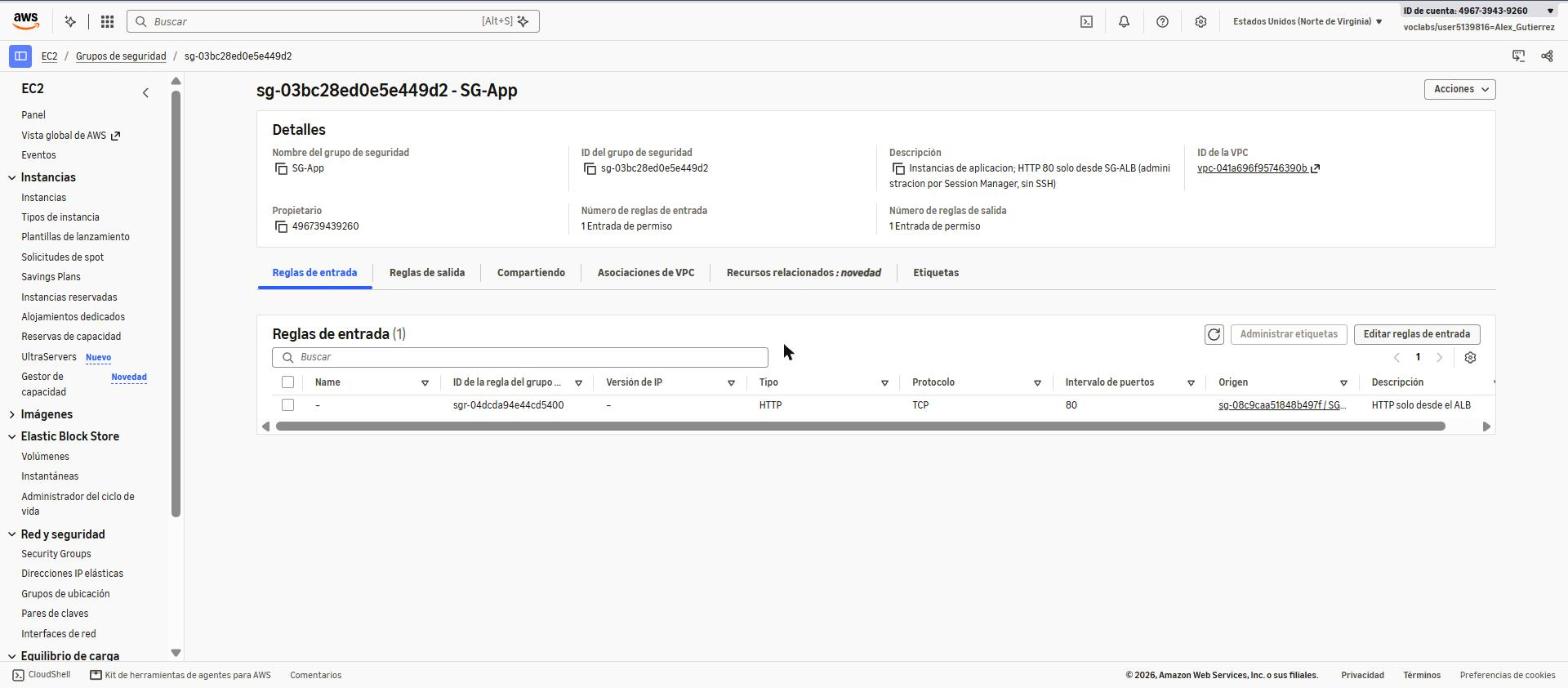 aws
Buscar
[Alt+S]
Estados Unidos (Norte de Virginia)
ID de cuenta: 4967-3943-9260
voclabs/user5139816=Alex_Gutierrez
EC2 / Grupos de seguridad / sg-03bc28ed0e5e449d2
EC2
Panel
Vista global de AWS
Eventos
Instancias
Instancias
Tipos de instancia
Plantillas de lanzamiento
Solicitudes de spot
Savings Plans
Instancias reservadas
Alojamientos dedicados
Reservas de capacidad
UltraServers Nuevo
Gestor de capacidad Novedad
Imágenes
Elastic Block Store
Volúmenes
Instantáneas
Administrador del ciclo de
vida
Red y seguridad
Security Groups
Direcciones IP elásticas
Grupos de ubicación
Pares de claves
Interfaces de red
Equilibrio de carga
sg-03bc28ed0e5e449d2 - SG-App
Acciones
Detalles
Nombre del grupo de seguridad
SG-App
ID del grupo de seguridad
sg-03bc28ed0e5e449d2
Descripción
Instancias de aplicacion; HTTP 80 solo desde SG-ALB (admini
stracion por Session Manager, sin SSH)
ID de la VPC
vpc-041a696f95746390b
Propietario
496739439260
Número de reglas de entrada
1 Entrada de permiso
Número de reglas de salida
1 Entrada de permiso
Reglas de entrada
Reglas de salida
Compartiendo
Asociaciones de VPC
Recursos relacionados : novedad
Etiquetas
Reglas de entrada (1)
Administrar etiquetas
Editar reglas de entrada
Buscar
1
Name
ID de la regla del grupo ...
Versión de IP
Tipo
Protocolo
Intervalo de puertos
Origen
Descripción
–
sgr-04dcda94e44cd5400
–
HTTP
TCP
80
sg-08c9caa51848b497f / SG...
HTTP solo desde el ALB
CloudShell
Kit de herramientas de agentes para AWS
Comentarios
© 2026, Amazon Web Services, Inc. o sus filiales.
Privacidad
Términos
Preferencias de cookies